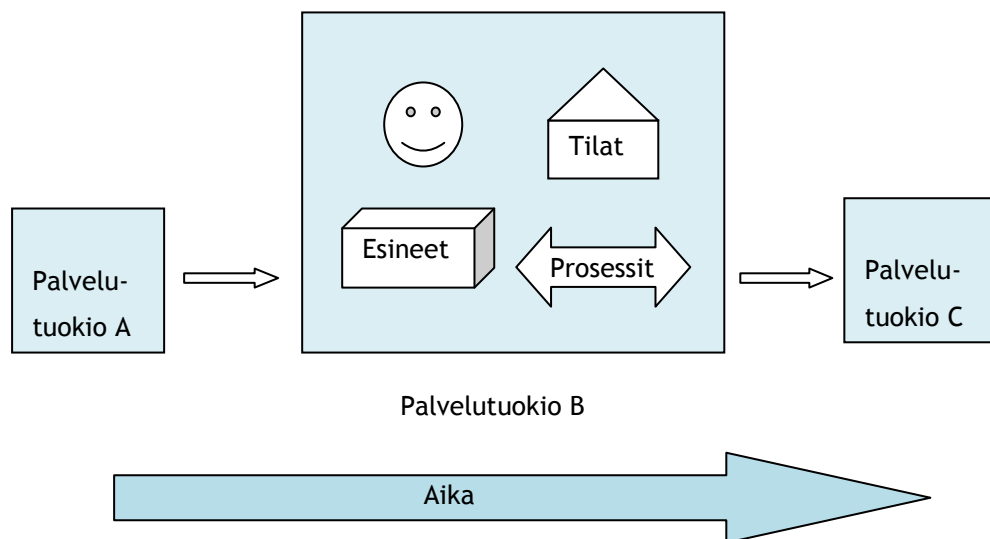 Tilat
Esineet
Prosessit
Palvelu-
tuokio A
Palvelu-
tuokio C
Palvelutuokio B
Aika